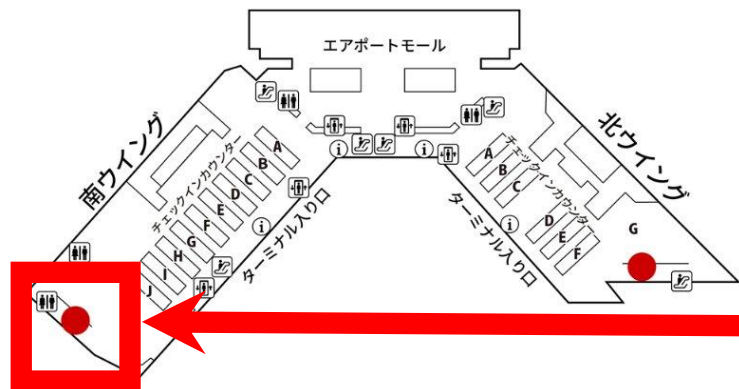 エアポートモール
南ウイング
チェックインカウンター
A
B
C
D
E
F
G
H
I
J
ターミナル入り口
i
i
i
北ウイング
チェックインカウンター
A
B
C
D
E
F
G
ターミナル入り口
i